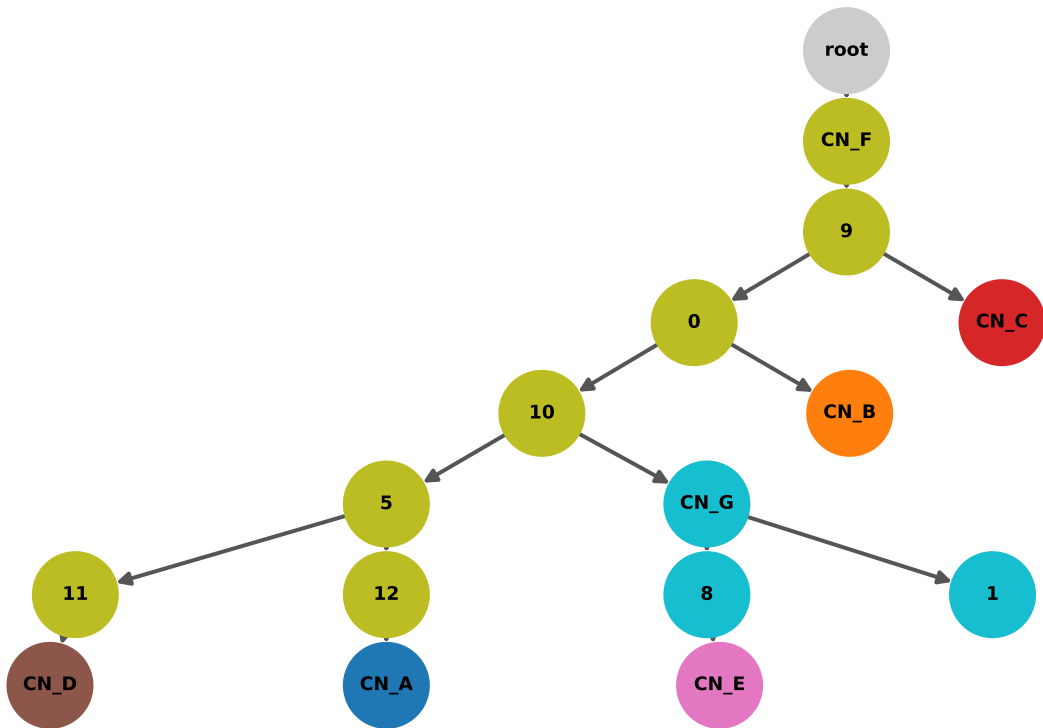 root
CN_F
9
0
CN_C
10
CN_B
5
CN_G
11
12
8
1
CN_D
CN_A
CN_E